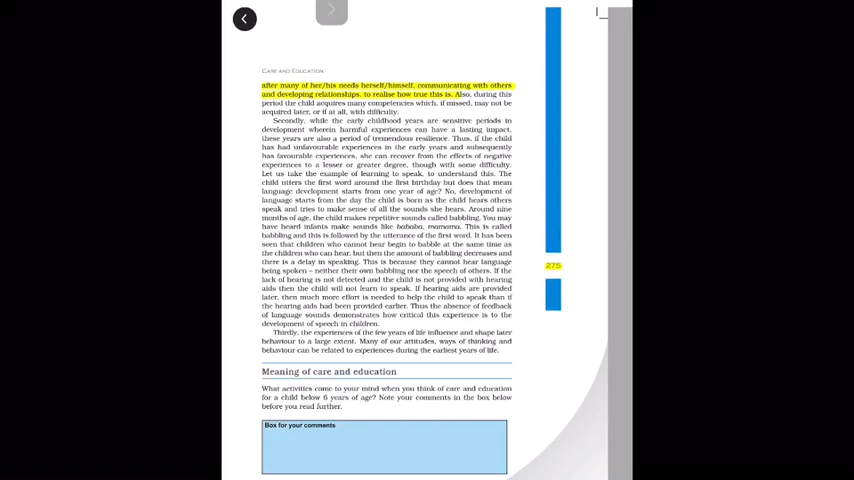 CARE AND EDUCATION
after many of her/his needs herself/himself, communicating with others
and developing relationships, to realise how true this is. Also, during this
period the child acquires many competencies which, if missed, may not be
acquired later, or if at all, with difficulty.
Secondly, while the early childhood years are sensitive periods in
development wherein harmful experiences can have a lasting impact,
these years are also a period of tremendous resilience. Thus, if the child
has had unfavourable experiences in the early years and subsequently
has favourable experiences, she can recover from the effects of negative
experiences to a lesser or greater degree, though with some difficulty.
Let us take the example of learning to speak, to understand this. The
child utters the first word around the first birthday but does that mean
language development starts from one year of age? No, development of
language starts from the day the child is born as the child hears others
speak and tries to make sense of all the sounds she hears. Around nine
months of age, the child makes repetitive sounds called babbling. You may
have heard infants make sounds like bababa, mamama. This is called
babbling and this is followed by the utterance of the first word. It has been
seen that children who cannot hear begin to babble at the same time as
the children who can hear, but then the amount of babbling decreases and
there is a delay in speaking. This is because they cannot hear language
being spoken – neither their own babbling nor the speech of others. If the
lack of hearing is not detected and the child is not provided with hearing
aids then the child will not learn to speak. If hearing aids are provided
later, then much more effort is needed to help the child to speak than if
the hearing aids had been provided earlier. Thus the absence of feedback
of language sounds demonstrates how critical this experience is to the
development of speech in children.
Thirdly, the experiences of the few years of life influence and shape later
behaviour to a large extent. Many of our attitudes, ways of thinking and
behaviour can be related to experiences during the earliest years of life.
275
Meaning of care and education
What activities come to your mind when you think of care and education
for a child below 6 years of age? Note your comments in the box below
before you read further.
Box for your comments